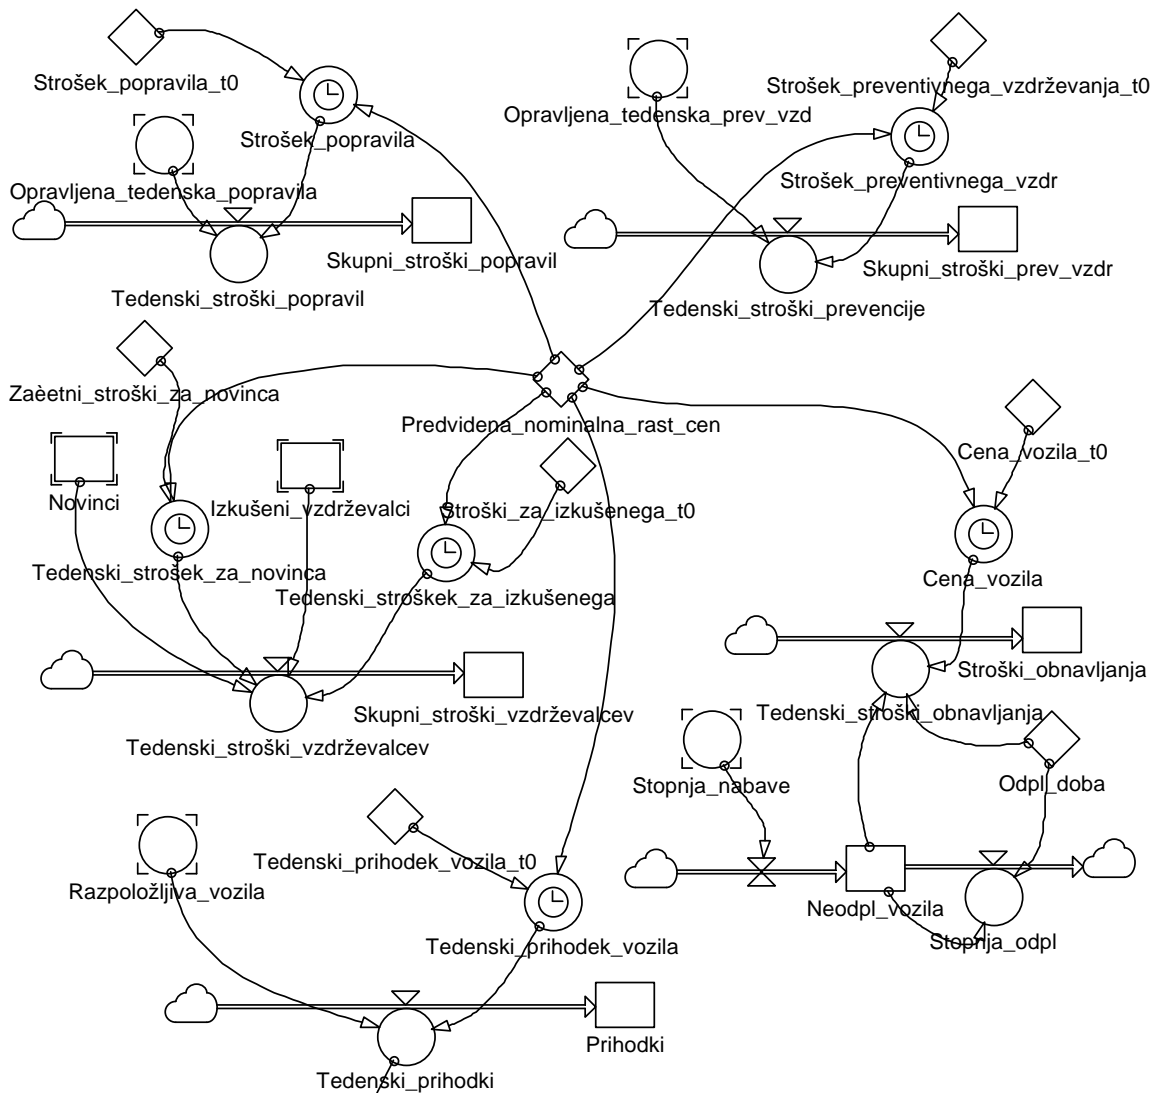 Strošek_popravila_t0
Strošek_preventivnega_vzdrževanja_t0
Opravljena_tedenska_prev_vzd
Strošek_popravila
Opravljena_tedenska_popravila
Strošek_preventivnega_vzdr
Skupni_stroški_popravil
Skupni_stroški_prev_vzdr
Tedenski_stroški_popravil
Tedenski_stroški_prevencije
Zaèetni_stroški_za_novinca
Predvidena_nominalna_rast_cen
Cena_vozila_t0
Novinci
Izkušeni_vzdrževalci
Stroški_za_izkušenega_t0
Tedenski_strošek_za_novinca
Tedenski_stroškek_za_izkušenega
Cena_vozila
Stroški_obnavljanja
Skupni_stroški_vzdrževalcev
Tedenski_stroški_obnavljanja
Tedenski_stroški_vzdrževalcev
Stopnja_nabave
Odpl_doba
Tedenski_prihodek_vozila_t0
Razpoložljiva_vozila
Neodpl_vozila
Tedenski_prihodek_vozila
Stopnja_odpl
Prihodki
Tedenski_prihodki